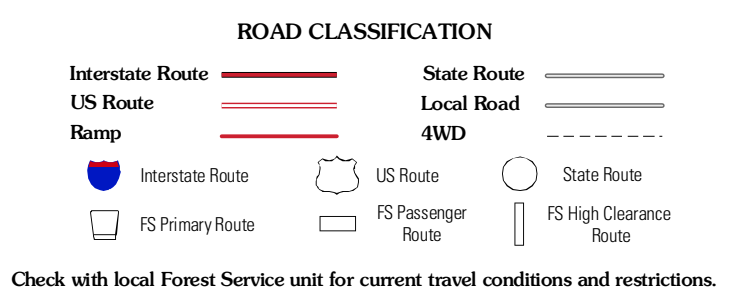 ROAD CLASSIFICATION
Interstate Route
State Route
US Route
Local Road
Ramp
4WD
Interstate Route
US Route
State Route
FS Primary Route
FS Passenger
Route
FS High Clearance
Route
Check with local Forest Service unit for current travel conditions and restrictions.